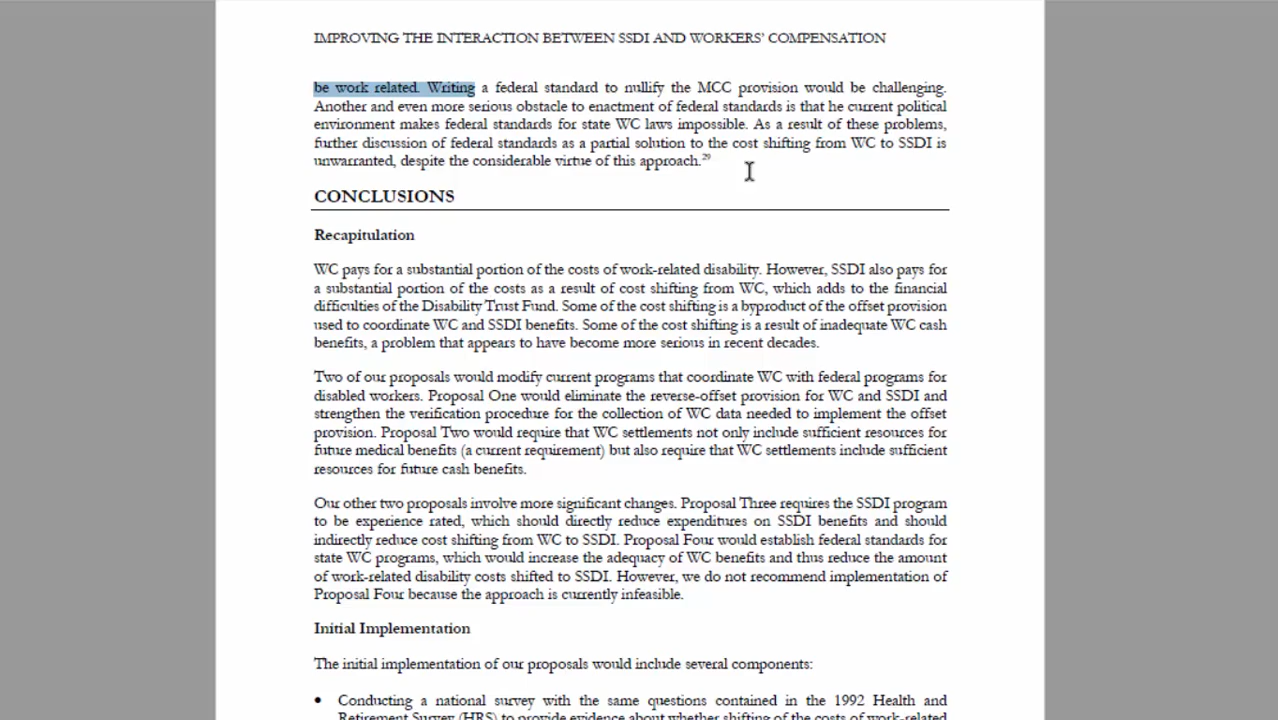 IMPROVING THE INTERACTION BETWEEN SSDI AND WORKERS' COMPENSATION
be work related. Writing a federal standard to nullify the MCC provision would be challenging.
Another and even more serious obstacle to enactment of federal standards is that he current political
environment makes federal standards for state WC laws impossible. As a result of these problems,
further discussion of federal standards as a partial solution to the cost shifting from WC to SSDI is
unwarranted, despite the considerable virtue of this approach.29
CONCLUSIONS
Recapitulation
WC pays for a substantial portion of the costs of work-related disability. However, SSDI also pays for
a substantial portion of the costs as a result of cost shifting from WC, which adds to the financial
difficulties of the Disability Trust Fund. Some of the cost shifting is a byproduct of the offset provision
used to coordinate WC and SSDI benefits. Some of the cost shifting is a result of inadequate WC cash
benefits, a problem that appears to have become more serious in recent decades.
Two of our proposals would modify current programs that coordinate WC with federal programs for
disabled workers. Proposal One would eliminate the reverse-offset provision for WC and SSDI and
strengthen the verification procedure for the collection of WC data needed to implement the offset
provision. Proposal Two would require that WC settlements not only include sufficient resources for
future medical benefits (a current requirement) but also require that WC settlements include sufficient
resources for future cash benefits.
Our other two proposals involve more significant changes. Proposal Three requires the SSDI program
to be experience rated, which should directly reduce expenditures on SSDI benefits and should
indirectly reduce cost shifting from WC to SSDI. Proposal Four would establish federal standards for
state WC programs, which would increase the adequacy of WC benefits and thus reduce the amount
of work-related disability costs shifted to SSDI. However, we do not recommend implementation of
Proposal Four because the approach is currently infeasible.
Initial Implementation
The initial implementation of our proposals would include several components:
• Conducting a national survey with the same questions contained in the 1992 Health and
Retirement Survey (HRS) to provide evidence about whether shifting of the costs of work-related